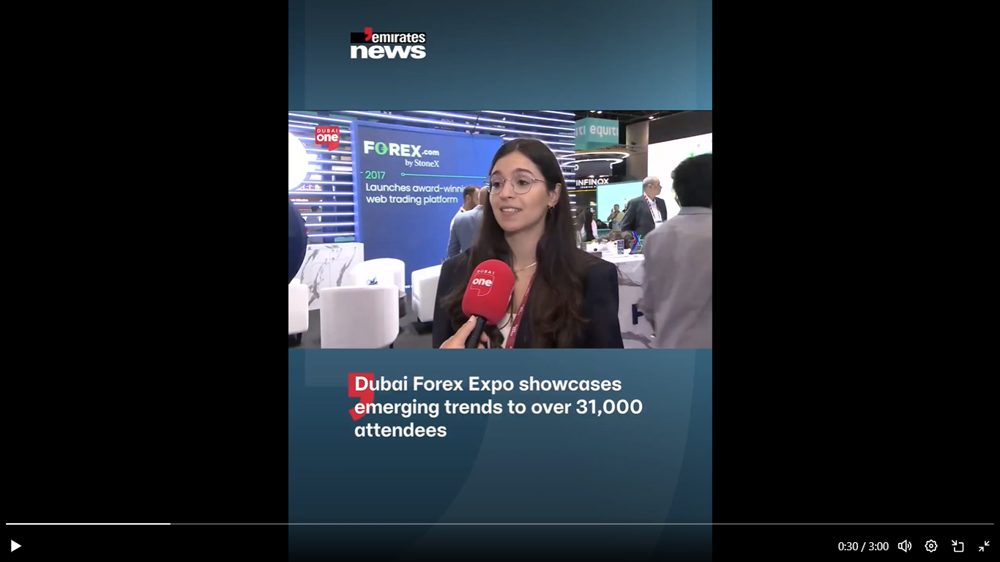 emirates
news
DUBAI
one
equiti
FOREX.com
by StoneX
2017
Launches award-winni
web trading platform
INFINOX
DUBAI
one
Dubai Forex Expo showcases
emerging trends to over 31,000
attendees
0:30 / 3:00